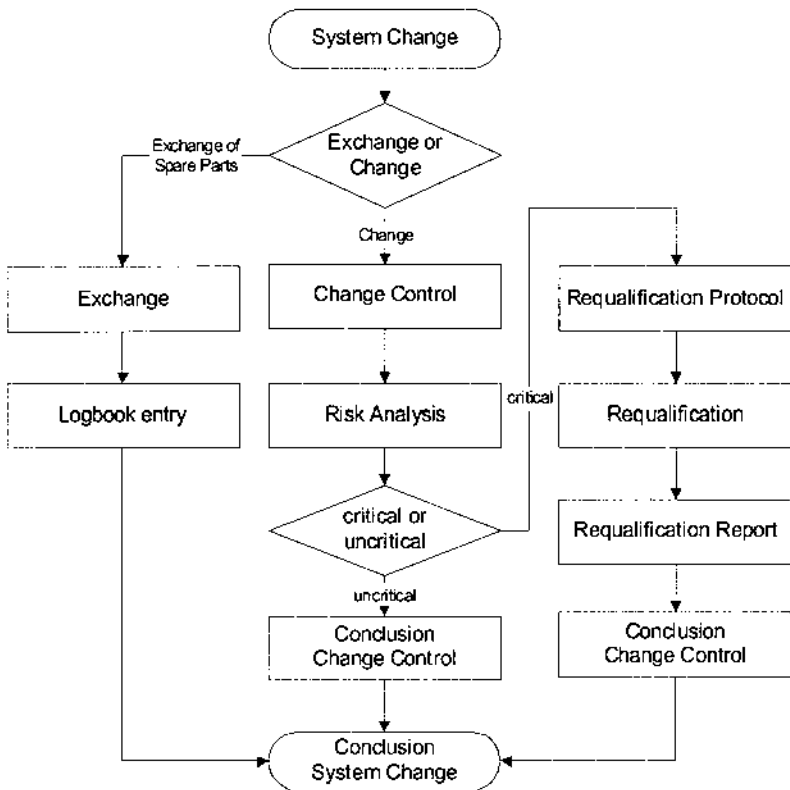 System Change
Exchange or
Change
Exchange of
Spare Parts
Change
Exchange
Change Control
Requalification Protocol
Logbook entry
Risk Analysis
critical
Requalification
critical or
uncritical
Requalification Report
uncritical
Conclusion
Change Control
Conclusion
Change Control
Conclusion
System Change